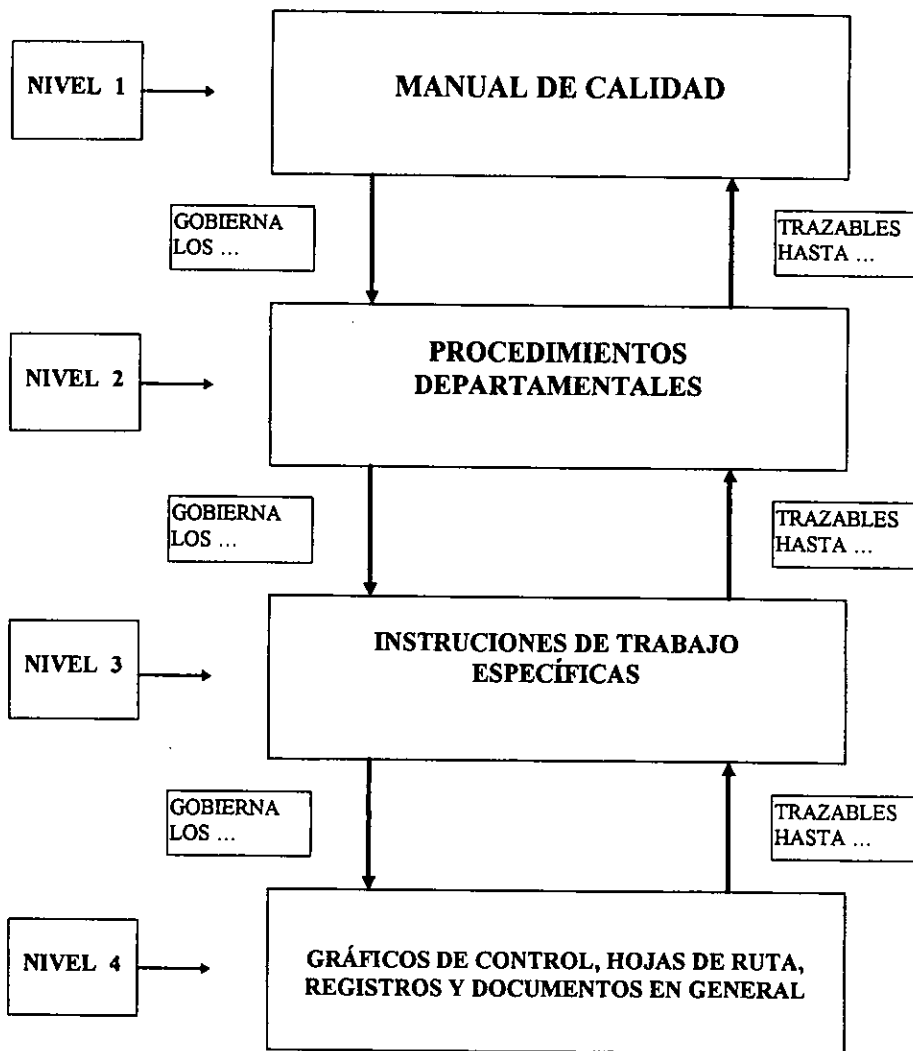 NIVEL 1
MANUAL DE CALIDAD
GOBIERNA
LOS ...
TRAZABLES
HASTA ...
NIVEL 2
PROCEDIMIENTOS
DEPARTAMENTALES
GOBIERNA
LOS ...
TRAZABLES
HASTA ...
NIVEL 3
INSTRUCIONES DE TRABAJO
ESPECÍFICAS
GOBIERNA
LOS ...
TRAZABLES
HASTA ...
NIVEL 4
GRÁFICOS DE CONTROL, HOJAS DE RUTA,
REGISTROS Y DOCUMENTOS EN GENERAL